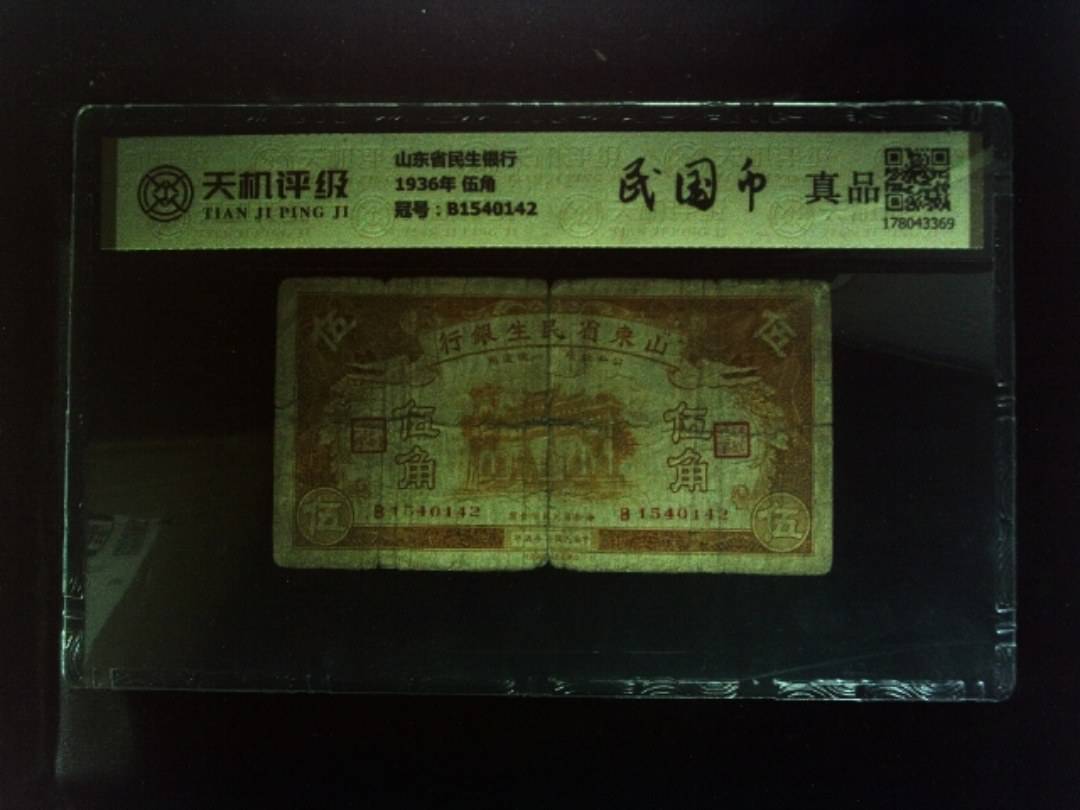 天机评级
TIAN JI PING JI
山东省民生银行
1936年 伍角
冠号:B1540142
民国币
真品
178043369
伍
伍
行銀生民省東山
伍角
伍角
B1540142
B1540142
伍
伍